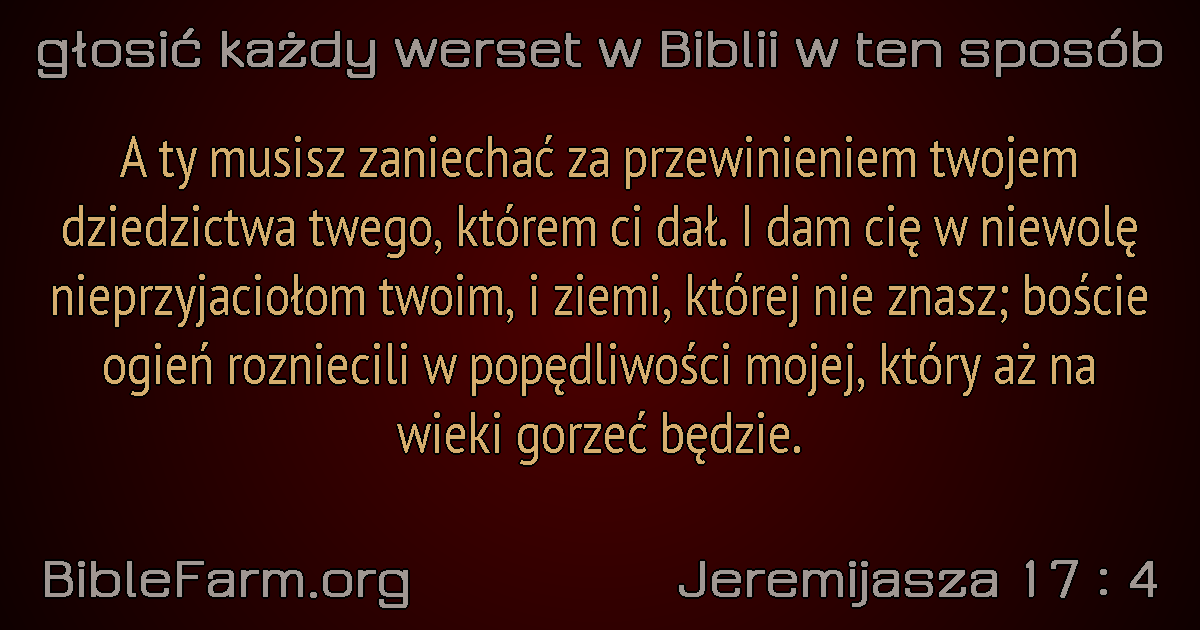 głosić każdy werset w Biblii w ten sposób
A ty musisz zaniechać za przewinieniem twojem
dziedzictwa twego, którem ci dał. I dam cię w niewolę
nieprzyjaciołom twoim, i ziemi, której nie znasz; boście
ogień rozniecili w popędliwości mojej, który aż na
wieki gorzeć będzie.
BibleFarm.org
Jeremijasza 17 : 4